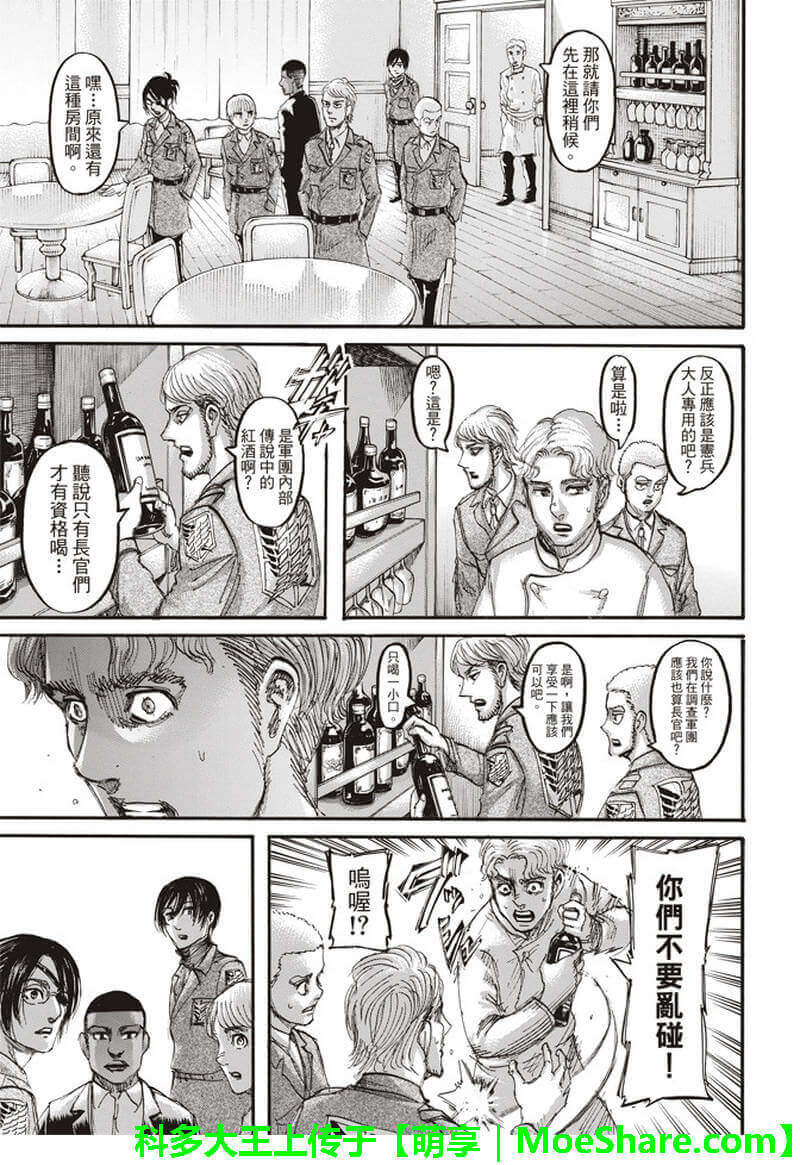 那就請你們
先在這裡稍候。
嘿…原來還有
這種房間啊。
反正應該是憲兵
大人專用的吧?
算是啦…
嗯?這是?
是軍團內部
傳說中的
紅酒啊?
聽說只有長官們
才有資格喝…
你說什麼?
我們在調查軍團
應該也算長官吧?
是啊,讓我們
享受一下應該
可以吧。
只喝一小口。
你們不要亂碰!
嗚喔!?
科多大王上传于【萌享|MoeShare.com】